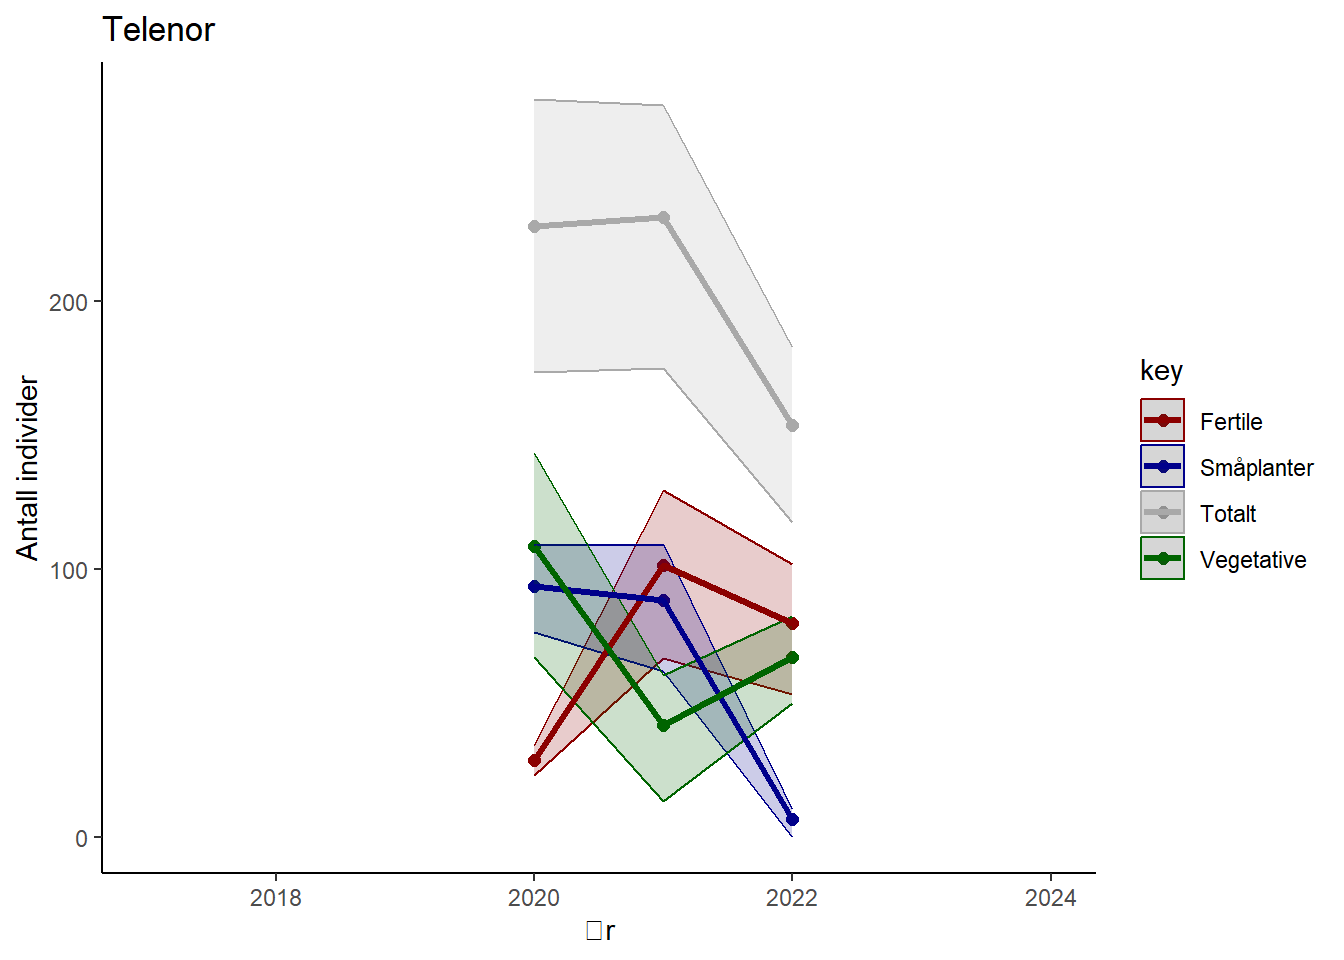 Telenor
Antall individer
200
100
0
2018 2020 2022 2024
□r
key
Fertile
Småplanter
Totalt
Vegetative